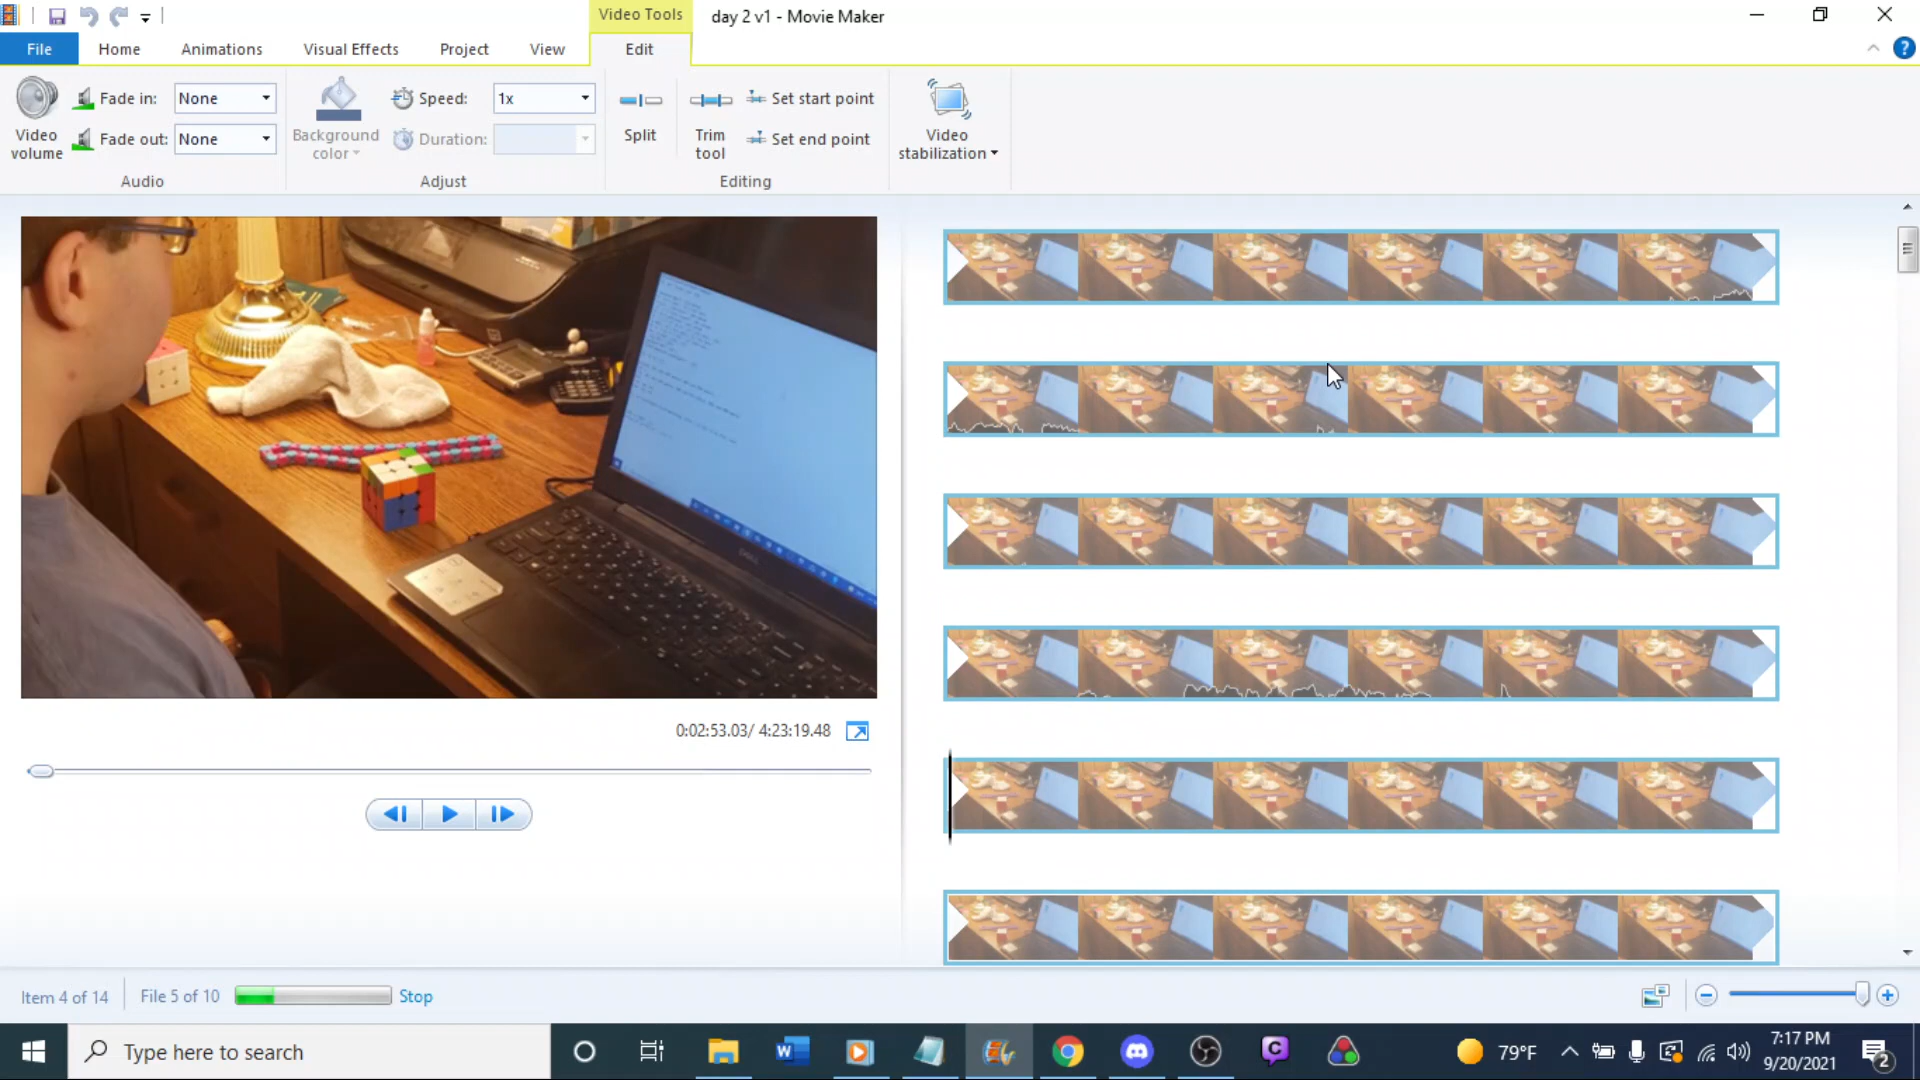 Video Tools
day 2 v1 - Movie Maker
File
Home
Animations
Visual Effects
Project
View
Edit
Video volume
Fade in:
None
Fade out:
None
Audio
Background color
Speed:
1x
Duration:
Adjust
Split
Trim tool
Set start point
Set end point
Editing
Video stabilization
DELL
0:02:53.03/ 4:23:19.48
Item 4 of 14
File 5 of 10
Stop
Type here to search
79°F
7:17 PM
9/20/2021
2